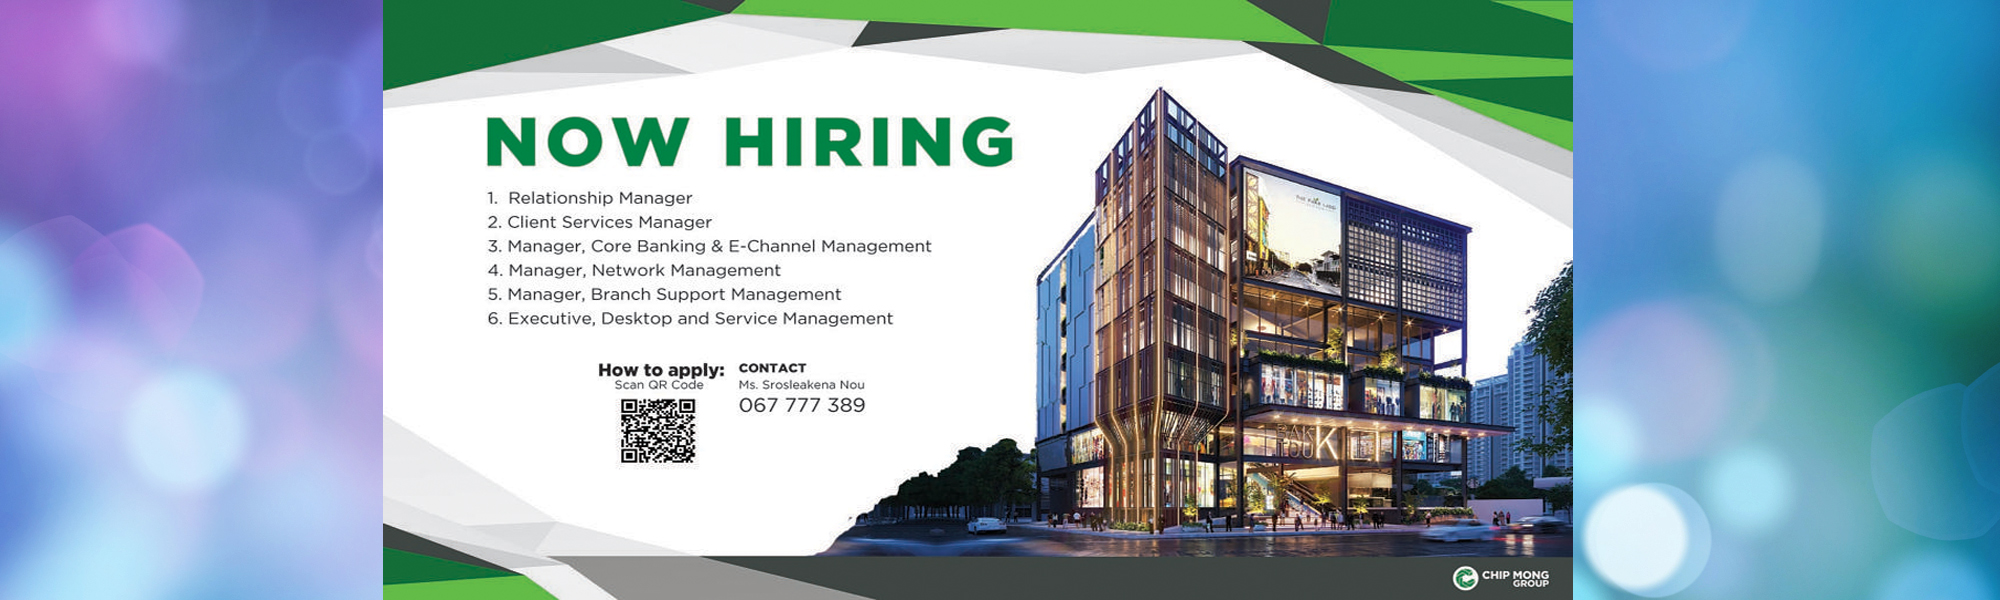 NOW HIRING
1. Relationship Manager
2. Client Services Manager
3. Manager, Core Banking & E-Channel Management
4. Manager, Network Management
5. Manager, Branch Support Management
6. Executive, Desktop and Service Management
How to apply:
Scan QR Code
CONTACT
Ms. Srosleakena Nou
067 777 389
CHIP MONG
GROUP